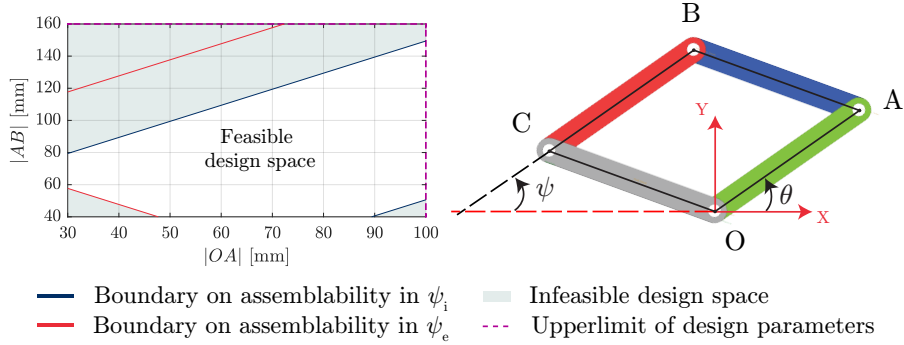 160
140
120
100
80
60
40
|AB| [mm]
Feasible
design space
30 40 50 60 70 80 90 100
|OA| [mm]
B
A
C
Y
ψ
θ
X
O
Boundary on assemblability in ψi
Boundary on assemblability in ψe
Infeasible design space
Upperlimit of design parameters